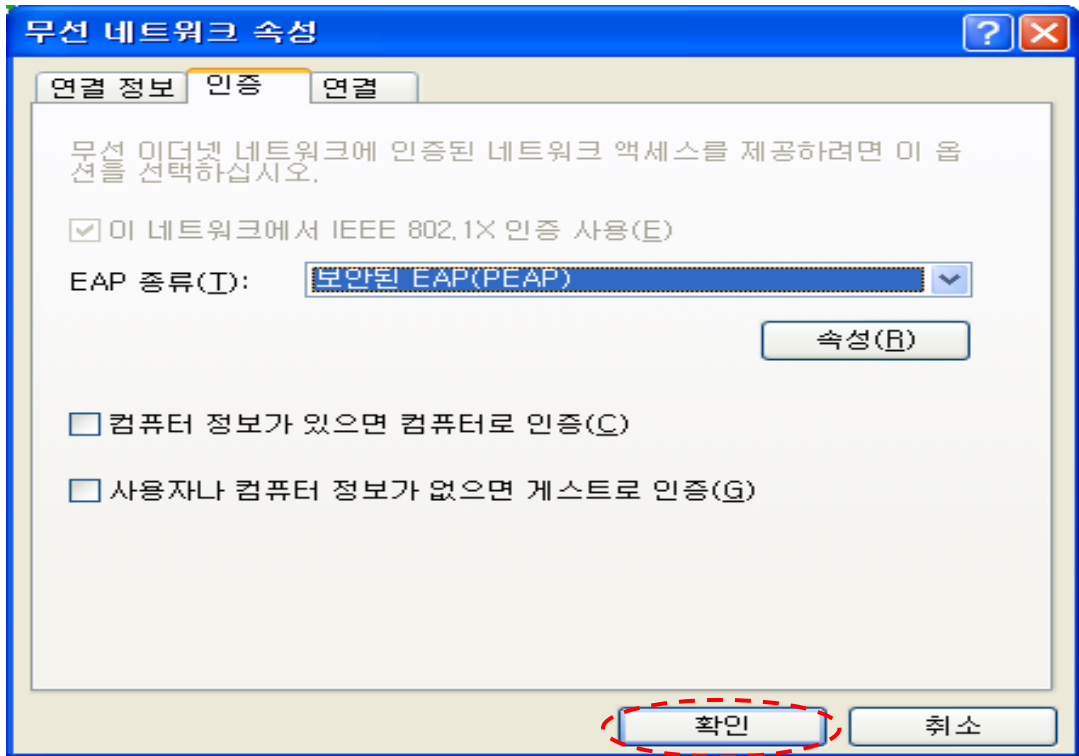 무선 네트워크 속성
연결 정보 인증 연결
무선 이더넷 네트워크에 인증된 네트워크 액세스를 제공하려면 이 옵
션을 선택하십시오.
이 네트워크에서 IEEE 802.1X 인증 사용(E)
EAP 종류(T): 보안된 EAP(PEAP)
속성(R)
컴퓨터 정보가 있으면 컴퓨터로 인증(C)
사용자나 컴퓨터 정보가 없으면 게스트로 인증(G)
확인 취소